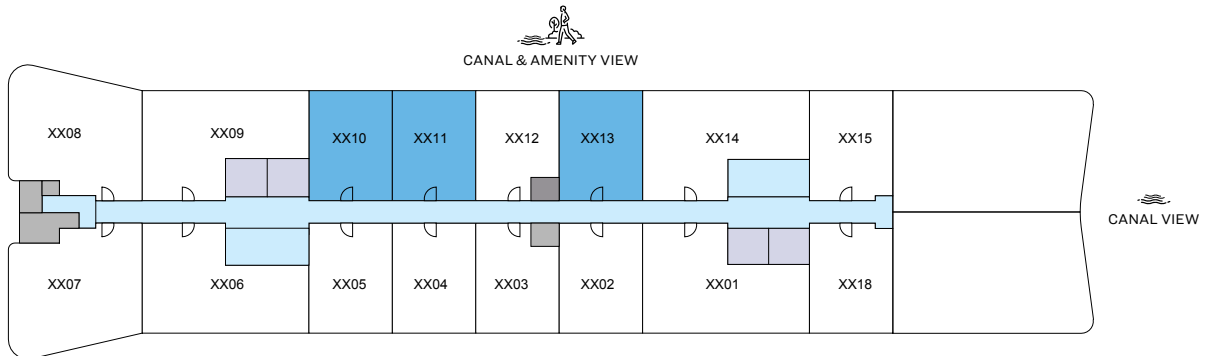 CANAL & AMENITY VIEW
XX08
XX09
XX10
XX11
XX12
XX13
XX14
XX15
CANAL VIEW
XX07
XX06
XX05
XX04
XX03
XX02
XX01
XX18